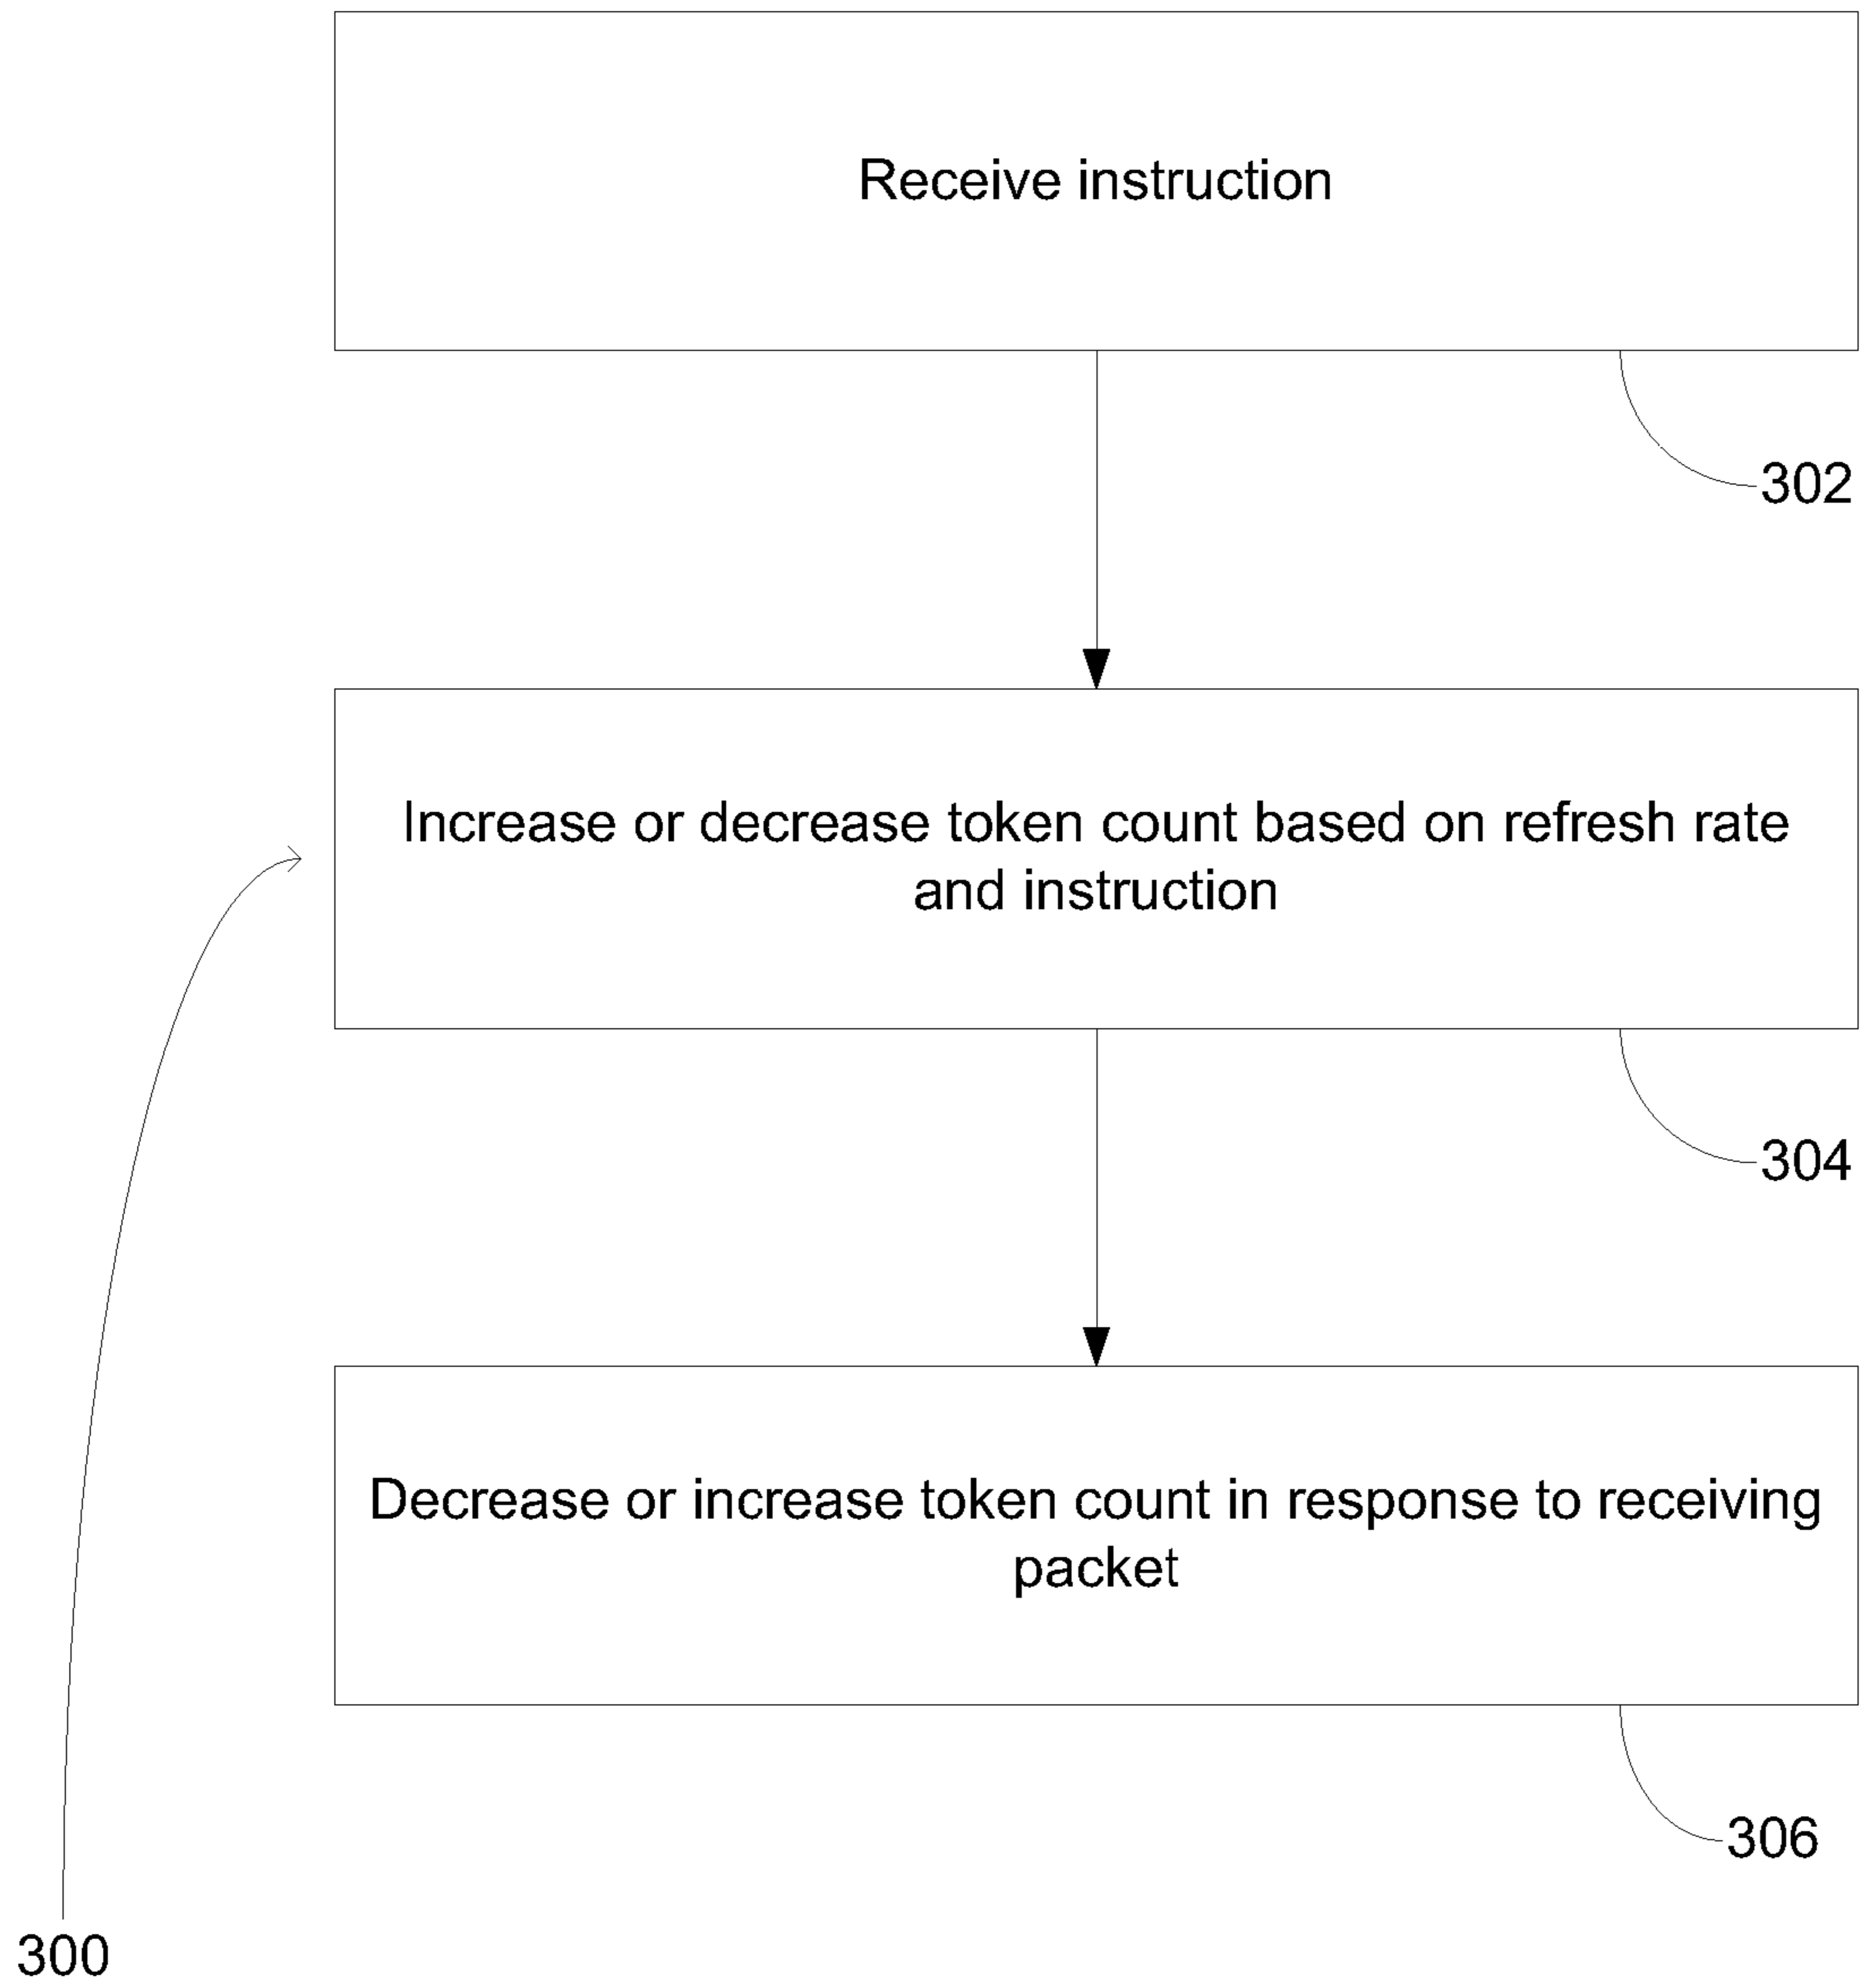 Receive instruction
302
Increase or decrease token count based on refresh rate
and instruction
304
Decrease or increase token count in response to receiving
packet
306
300